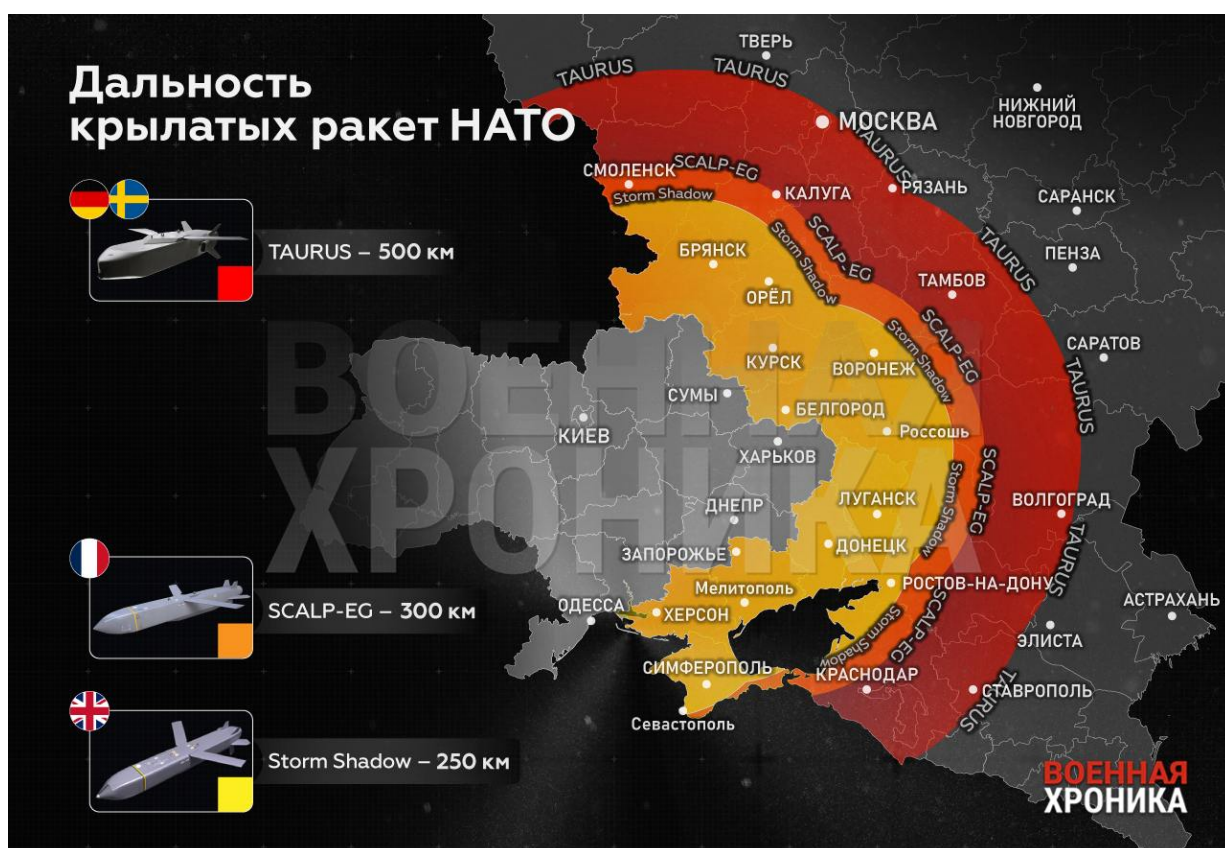 Дальность
крылатых ракет НАТО
TAURUS – 500 км
SCALP-EG – 300 км
Storm Shadow – 250 км
ТВЕРЬ
TAURUS
TAURUS
НИЖНИЙ
НОВГОРОД
МОСКВА
TAURUS
SCALP-EG
СМОЛЕНСК
Storm Shadow
КАЛУГА
РЯЗАНЬ
САРАНСК
SCALP-EG
Storm Shadow
TAURUS
БРЯНСК
ПЕНЗА
ОРЁЛ
ТАМБОВ
SCALP-EG
Storm Shadow
КУРСК
ВОРОНЕЖ
САРАТОВ
TAURUS
СУМЫ
БЕЛГОРОД
КИЕВ
Россошь
ХАРЬКОВ
SCALP-EG
Storm Shadow
ЛУГАНСК
ВОЛГОГРАД
ДНЕПР
ДОНЕЦК
TAURUS
ЗАПОРОЖЬЕ
Мелитополь
РОСТОВ-НА-ДОНУ
ОДЕССА
ХЕРСОН
SCALP-EG
Storm Shadow
АСТРАХАНЬ
ЭЛИСТА
СИМФЕРОПОЛЬ
КРАСНОДАР
СТАВРОПОЛЬ
TAURUS
Севастополь
ВОЕННАЯ
ХРОНИКА
ВОЕННАЯ
ХРОНИКА